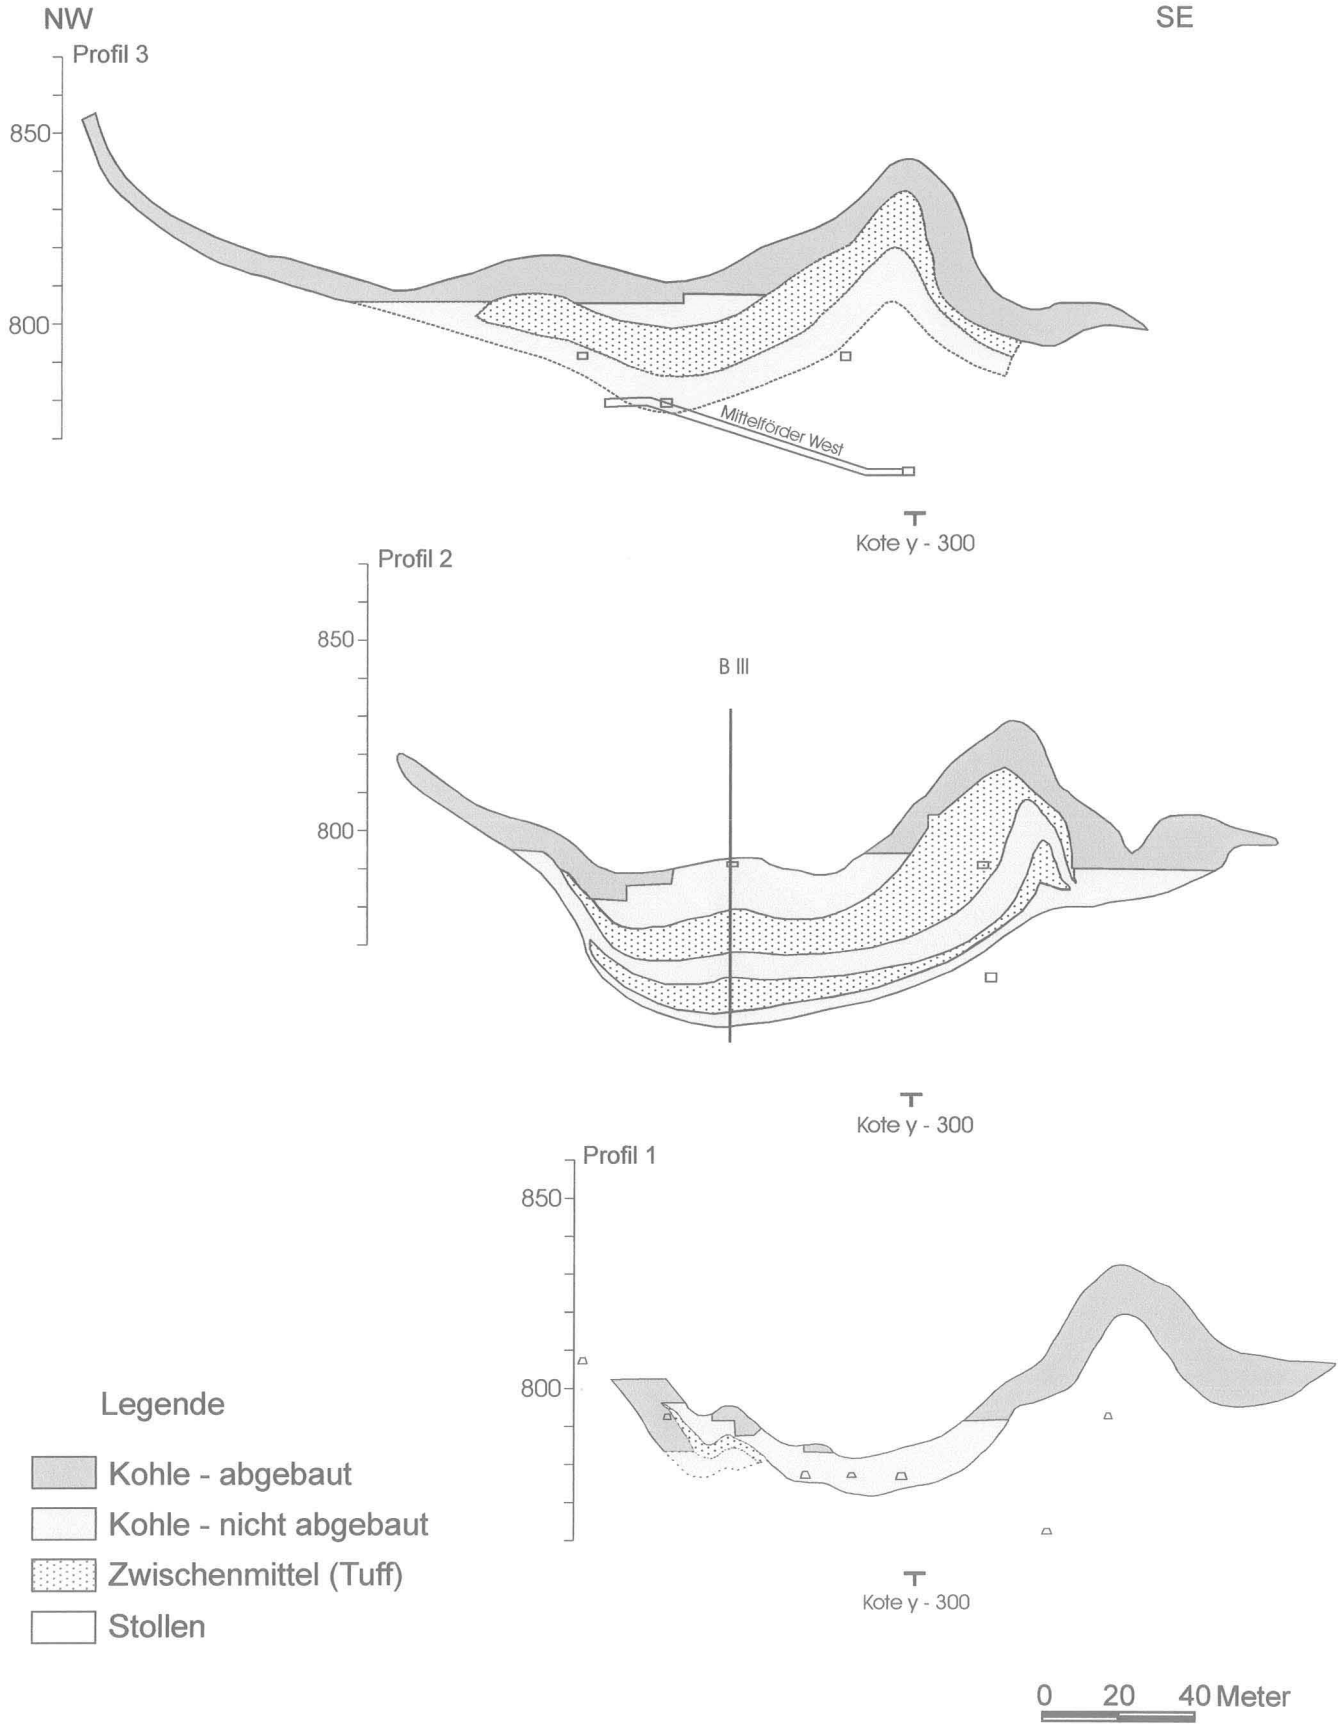 NW
SE
Profil 3
850
800
Mittelförder West
Kote y - 300
Profil 2
850
B III
800
Kote y - 300
Profil 1
850
800
Legende
Kohle - abgebaut
Kohle - nicht abgebaut
Zwischenmittel (Tuff)
Stollen
Kote y - 300
0 20 40 Meter